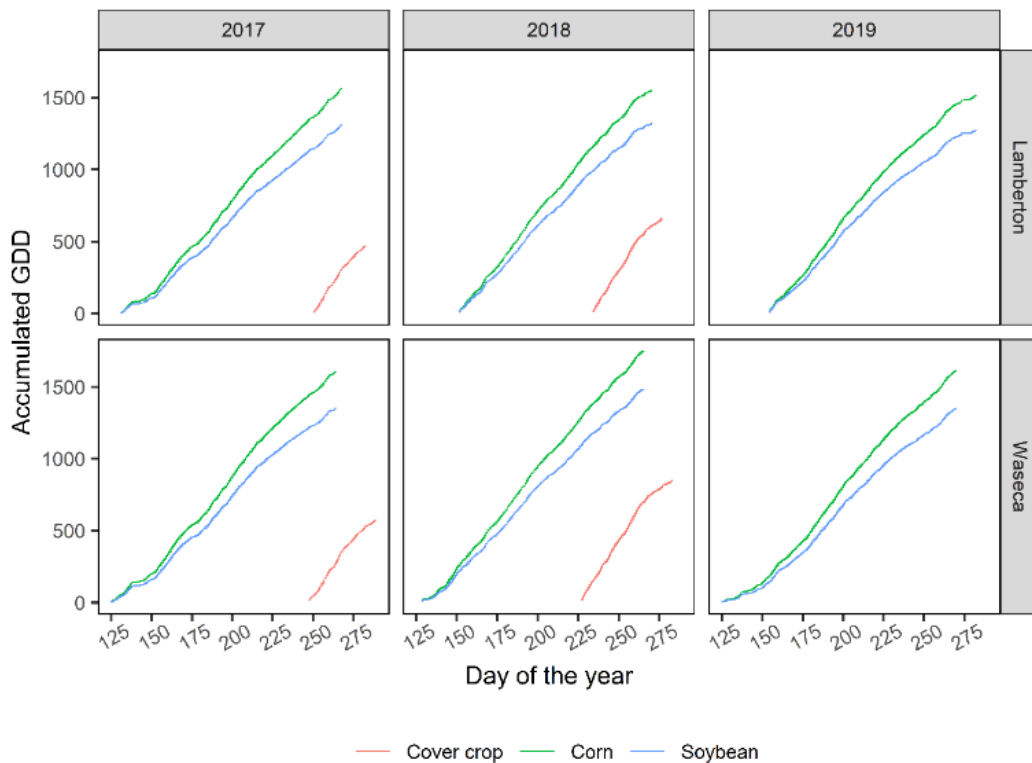 2017 2018 2019
1500
1000
500
0
Lamberton
1500
1000
500
0
Waseca
Accumulated GDD
125 150 175 200 225 250 275 125 150 175 200 225 250 275 125 150 175 200 225 250 275
Day of the year
Cover crop Corn Soybean